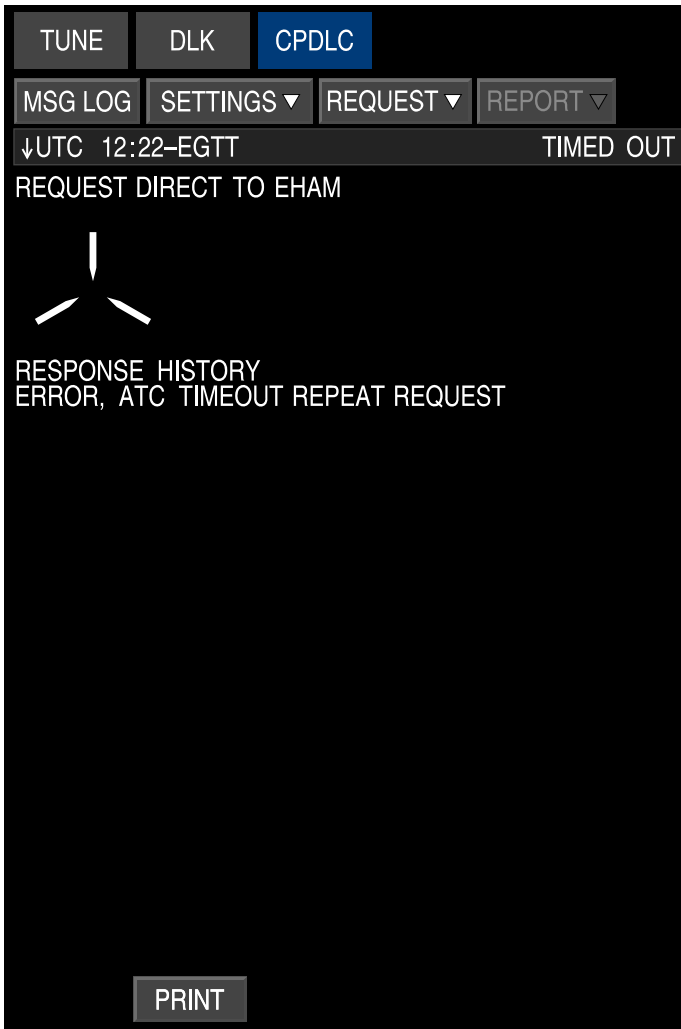 TUNE DLK CPDLC
MSG LOG SETTINGS▼ REQUEST▼ REPORT▽
↓UTC 12:22–EGTT TIMED OUT
REQUEST DIRECT TO EHAM
RESPONSE HISTORY
ERROR, ATC TIMEOUT REPEAT REQUEST
PRINT